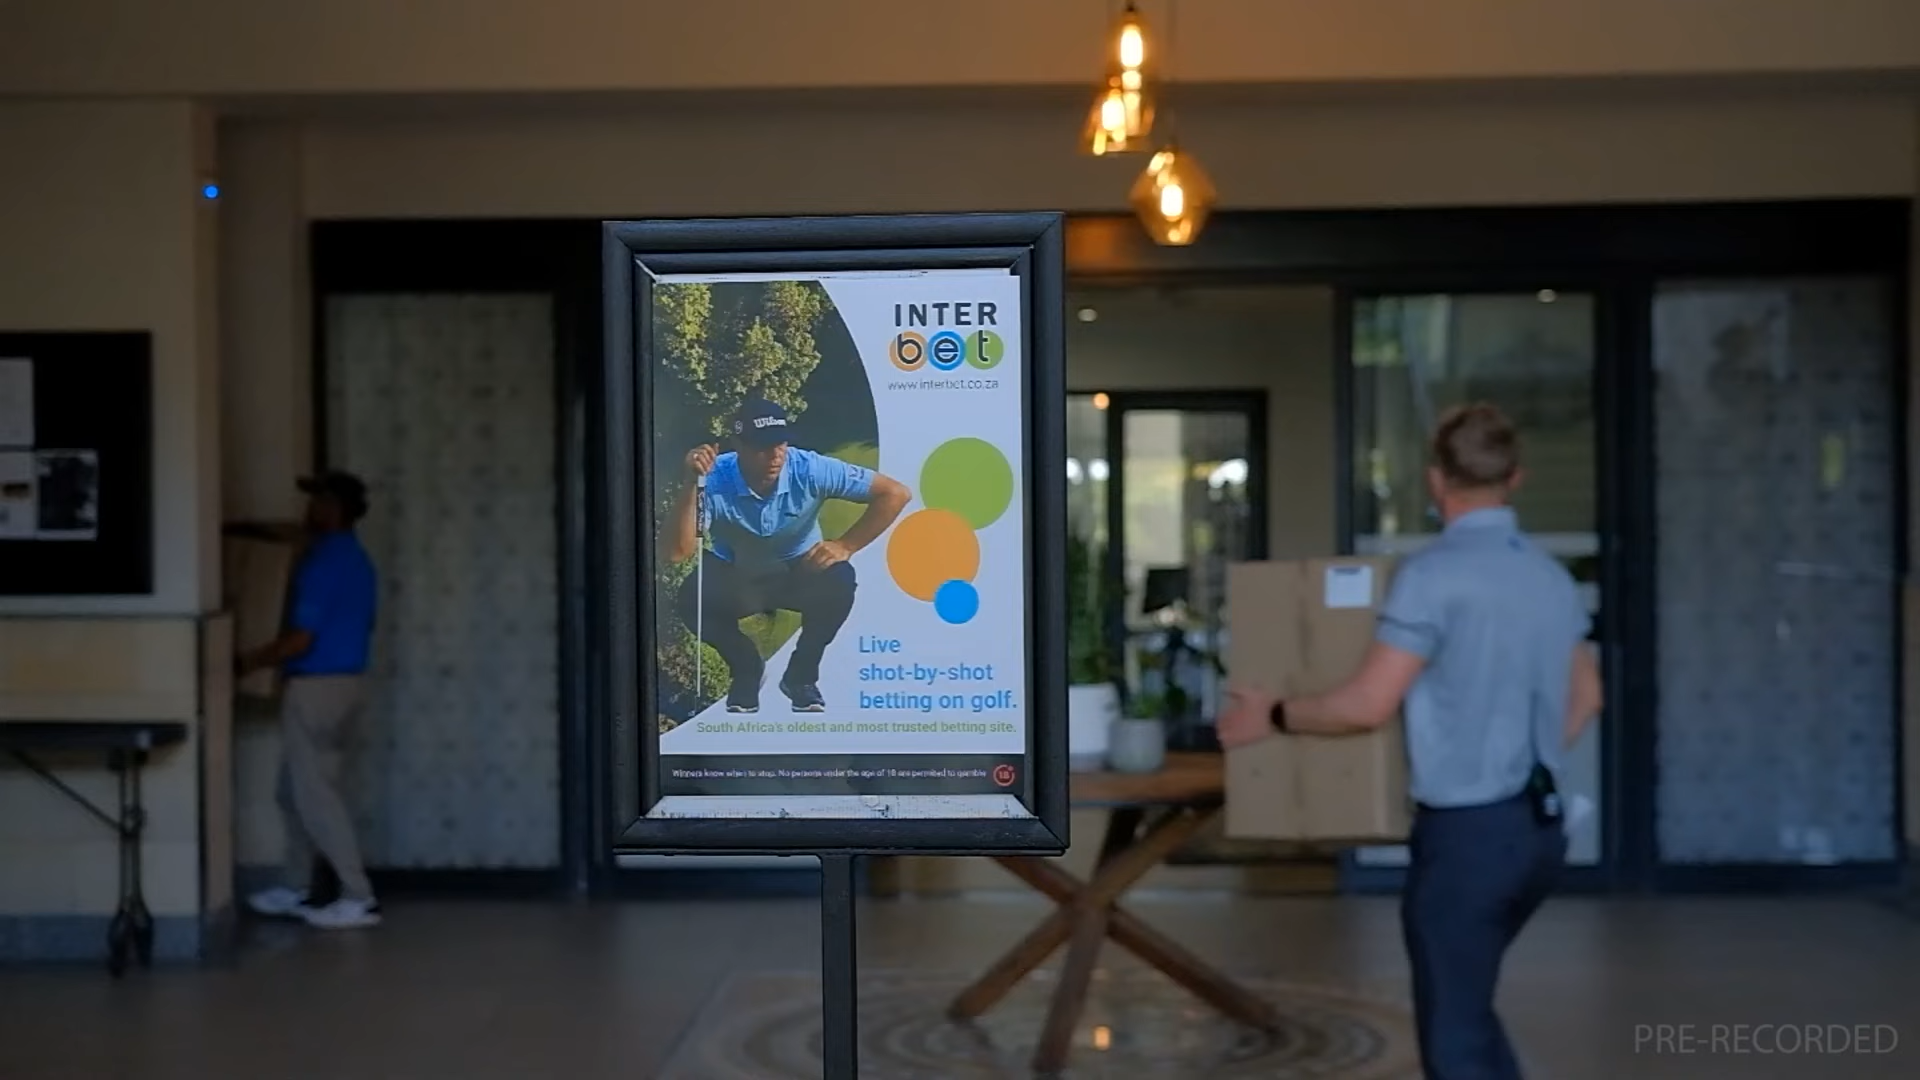 INTER
bet
www.interbet.co.za
Wilson
Live
shot-by-shot
betting on golf.
South Africa's oldest and most trusted betting site.
Winners know when to stop. No persons under the age of 18 are permitted to gamble
18
PRE-RECORDED